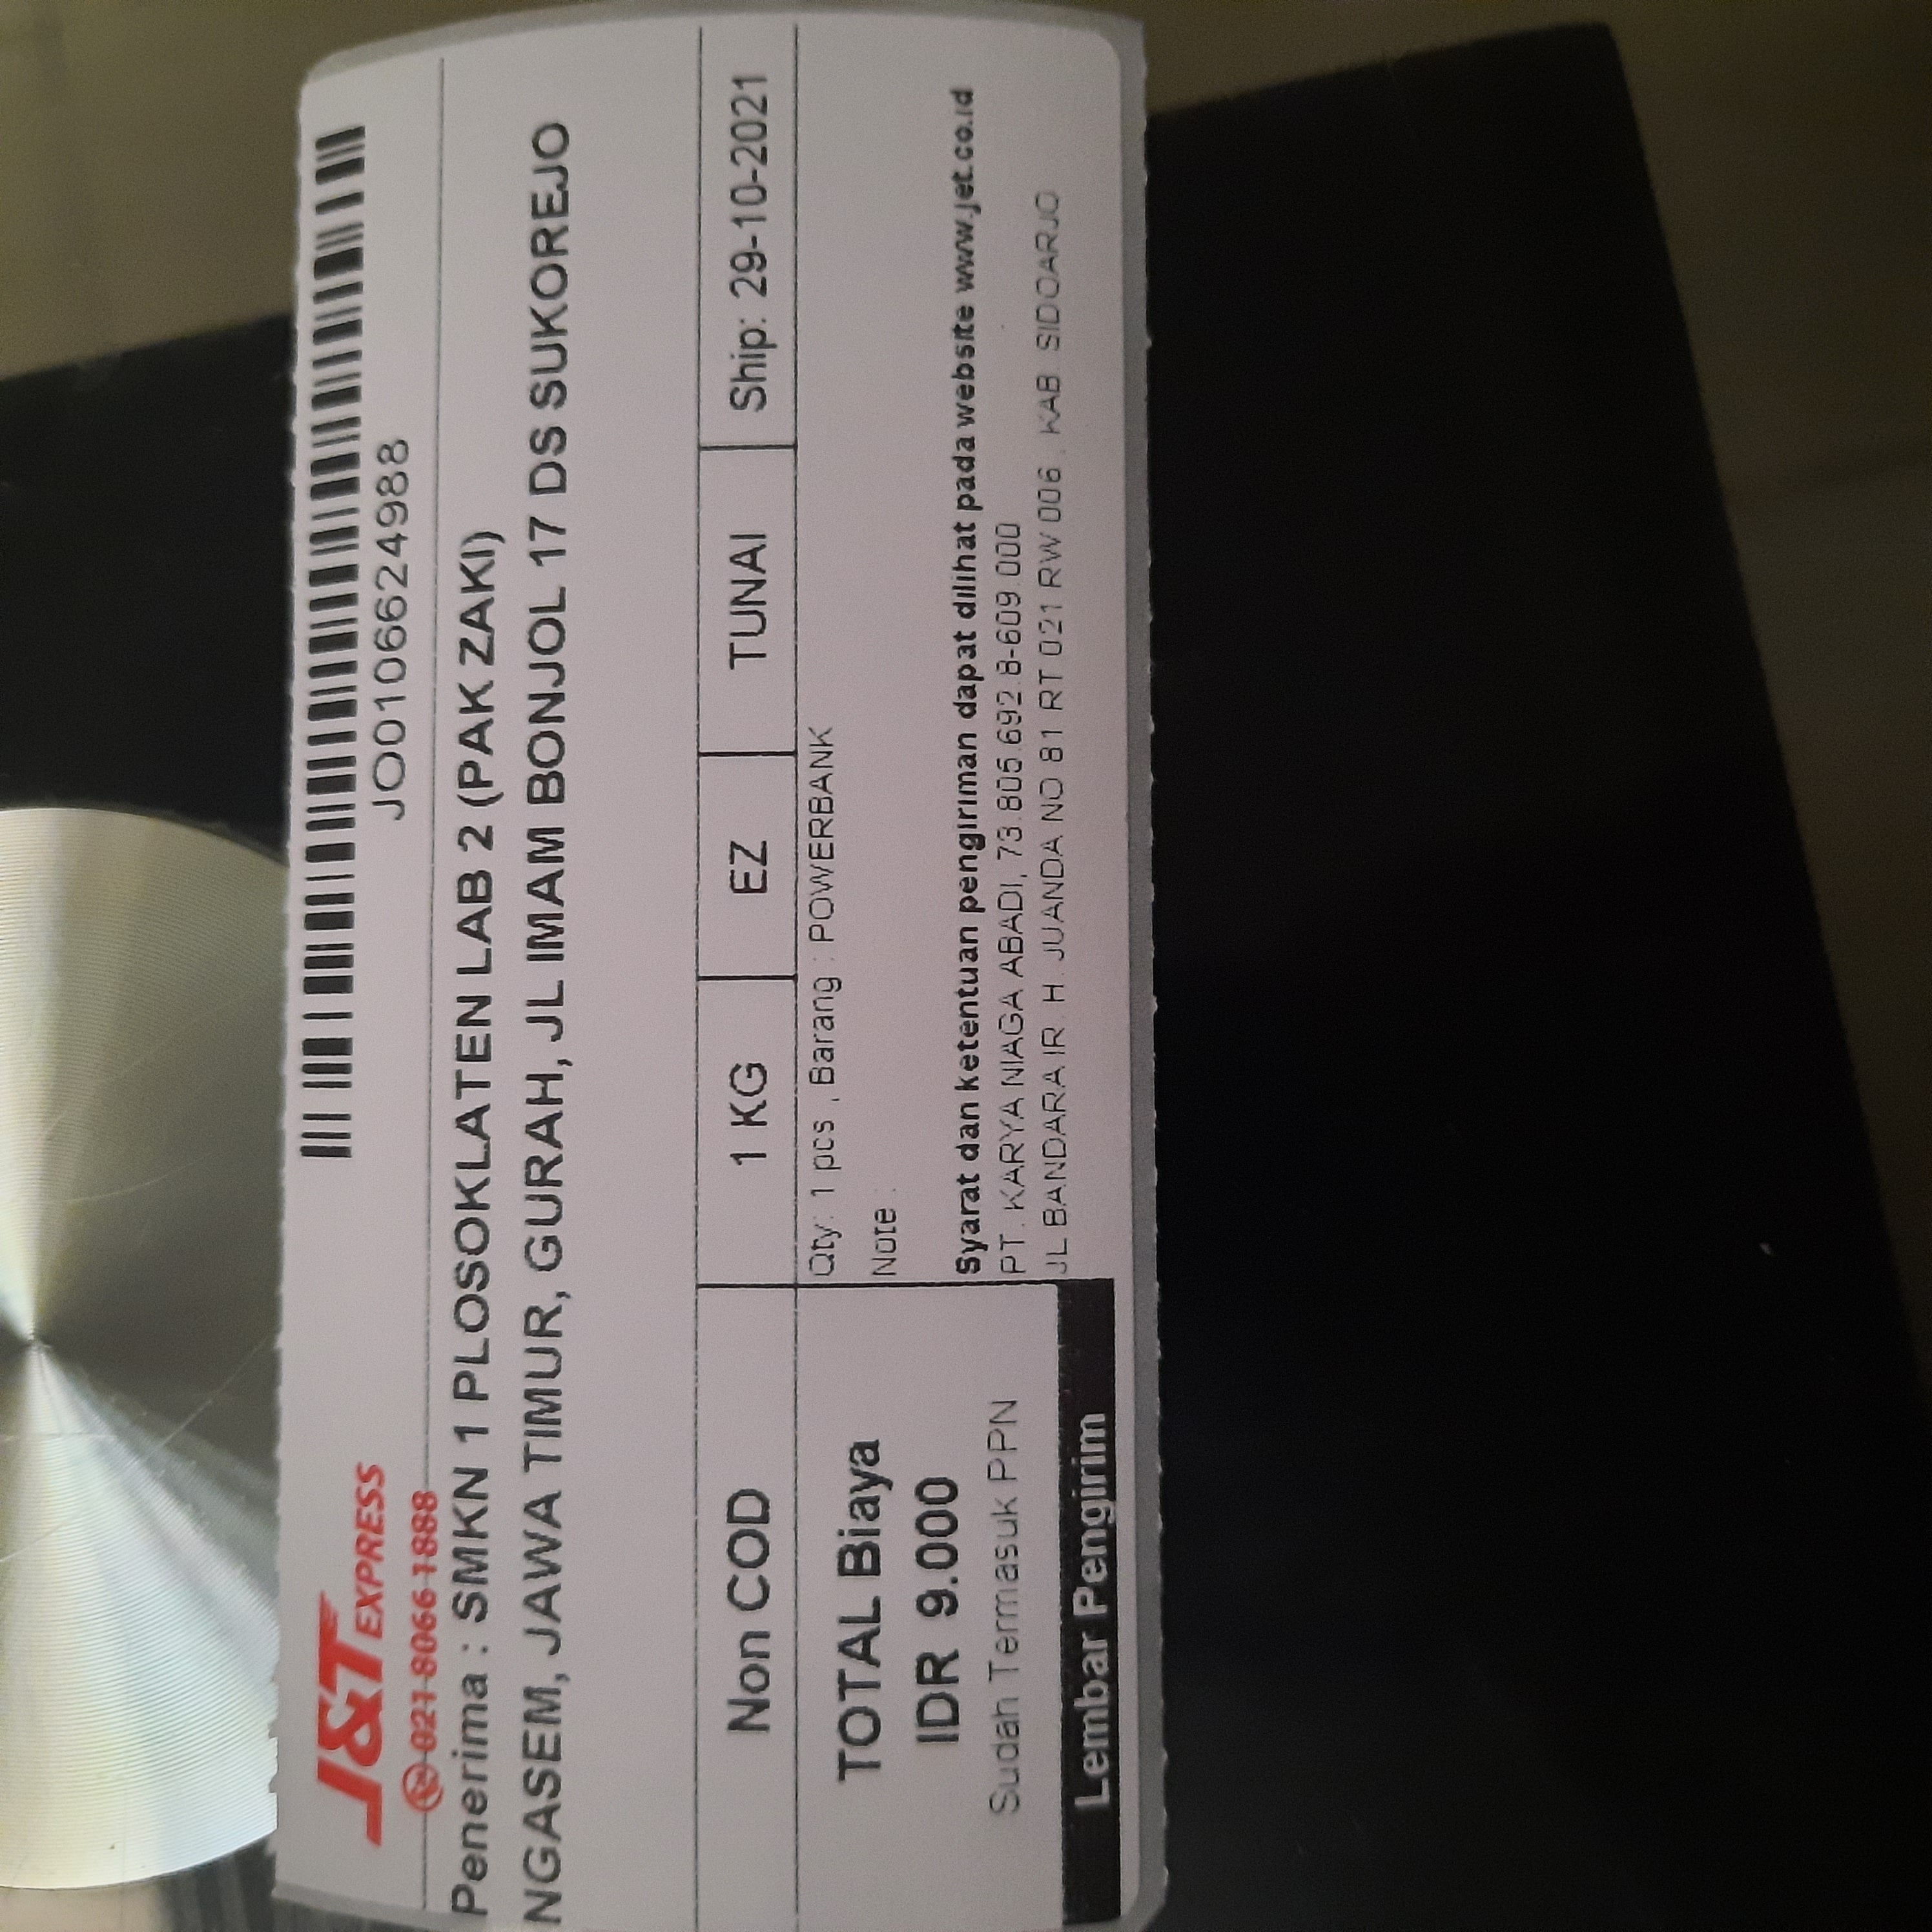 J&T EXPRESS
021 8066 1888
JO0106624988
Penerima : SMKN 1 PLOSOKLATEN LAB 2 (PAK ZAKI)
NGASEM, JAWA TIMUR, GURAH, JL IMAM BONJOL 17 DS SUKOREJO
Non COD
1 KG
EZ
TUNAI
Ship: 29-10-2021
TOTAL Biaya
IDR 9.000
Sudah Termasuk PPN
Lembar Pengirim
Qty: 1 pcs , Barang : POWERBANK
Note :
Syarat dan ketentuan pengiriman dapat dilihat pada website www.jet.co.id
PT. KARYA NIAGA ABADI, 73.805.692.8-609.000
JL BANDARA IR. H. JUANDA NO 81 RT 021 RW 006 , KAB. SIDOARJO